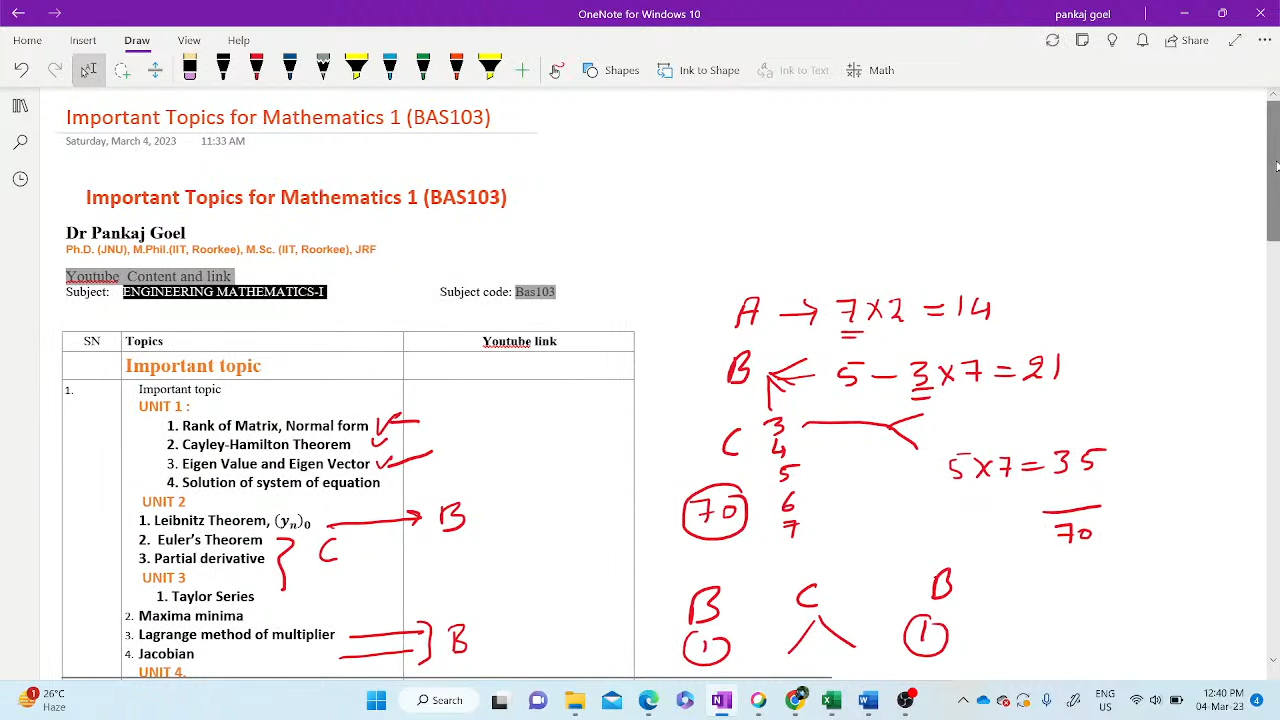 OneNote for Windows 10
pankaj goel
Home Insert Draw View Help
Share
Shapes Ink to Shape Ink to Text Math
Important Topics for Mathematics 1 (BAS103)
Saturday, March 4, 2023 11:33 AM
Important Topics for Mathematics 1 (BAS103)
Dr Pankaj Goel
Ph.D. (JNU), M.Phil.(IIT, Roorkee), M.Sc. (IIT, Roorkee), JRF
Youtube Content and link
Subject: ENGINEERING MATHEMATICS-I Subject code: Bas103
SN Topics Youtube link
Important topic
1. Important topic
UNIT 1 :
1. Rank of Matrix, Normal form
2. Cayley-Hamilton Theorem
3. Eigen Value and Eigen Vector
4. Solution of system of equation
UNIT 2
1. Leibnitz Theorem, (yₙ)₀ B
2. Euler's Theorem
C
3. Partial derivative
UNIT 3
1. Taylor Series
2. Maxima minima
3. Lagrange method of multiplier
B
4. Jacobian
UNIT 4.
A → 7 × 2 = 14
B 5 - 3 × 7 = 21
C 3
4
5
6
7
5 × 7 = 35
70
70
B C B
1 1
26°C
Haze
Search
ENG
US
12:40 PM
04-Mar-23
4